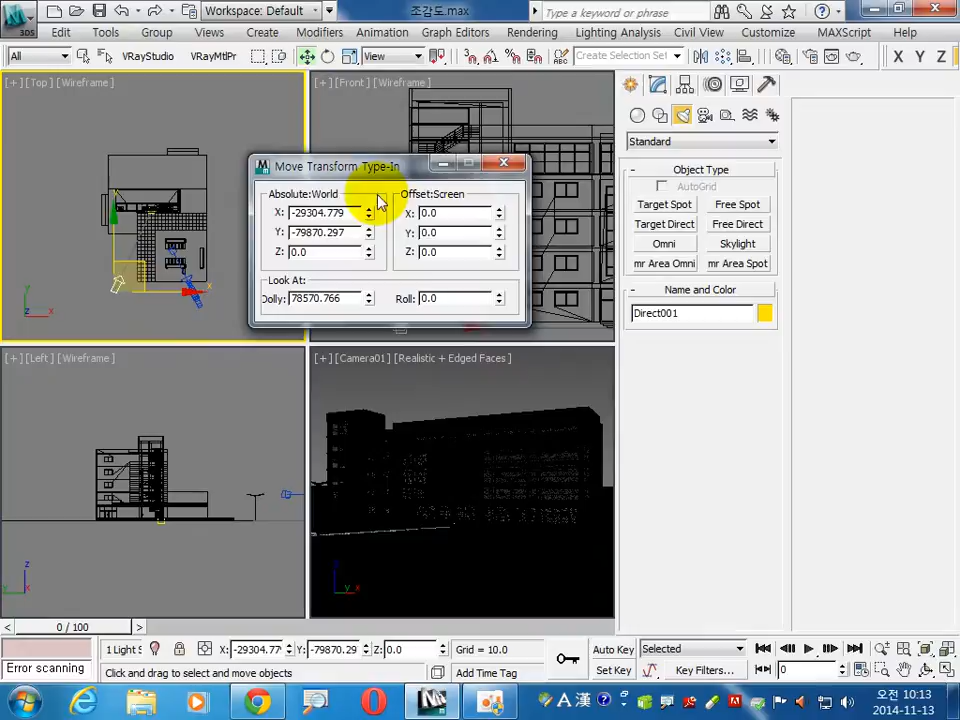 3DS
Workspace: Default
조감도.max
Type a keyword or phrase
Edit Tools Group Views Create Modifiers Animation Graph Editors Rendering Lighting Analysis Civil View Customize MAXScript Help
All
VRayStudio
VRayMtlPr
View
Create Selection Set
X Y Z
[+] [Top] [Wireframe]
[+] [Front] [Wireframe]
Move Transform Type-In
Absolute:World
X: -29304.779
Y: -79870.297
Z: 0.0
Offset:Screen
X: 0.0
Y: 0.0
Z: 0.0
Look At:
Dolly: 78570.766
Roll: 0.0
y
x
z
x
[+] [Left] [Wireframe]
[+] [Camera01] [Realistic + Edged Faces]
z
y
x
z
y
x
Standard
- Object Type
AutoGrid
Target Spot
Free Spot
Target Direct
Free Direct
Omni
Skylight
mr Area Omni
mr Area Spot
- Name and Color
Direct001
< 0 / 100 >
1 Light S
X: -29304.77
Y: -79870.29
Z: 0.0
Grid = 10.0
Auto Key
Selected
Error scanning
Click and drag to select and move objects
Add Time Tag
Set Key
Key Filters...
0
A 漢
오전 10:13
2014-11-13